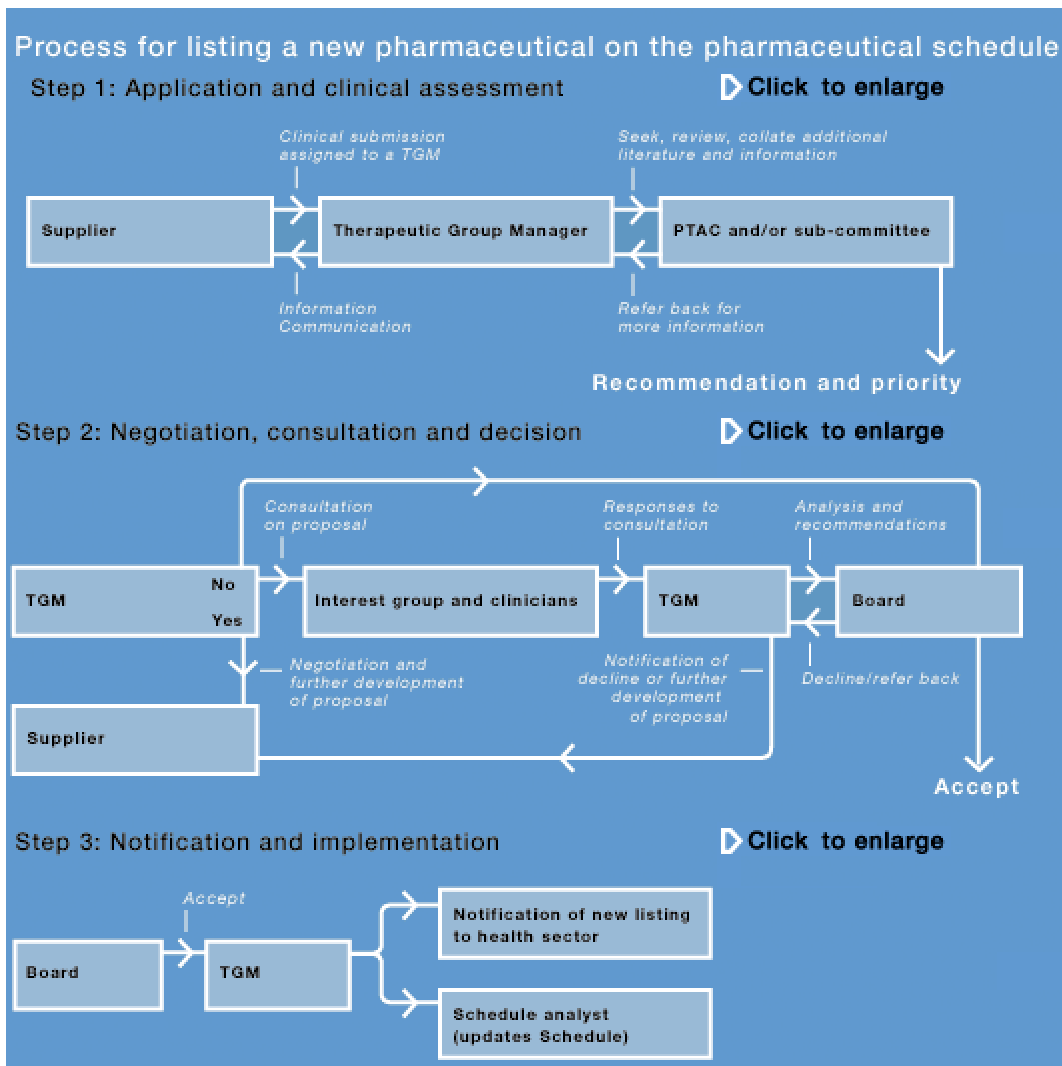 Process for listing a new pharmaceutical on the pharmaceutical schedule
Step 1: Application and clinical assessment
Click to enlarge
Clinical submission
assigned to a TGM
Seek, review, collate additional
literature and information
Supplier
Therapeutic Group Manager
PTAC and/or sub-committee
Information
Communication
Refer back for
more information
Recommendation and priority
Step 2: Negotiation, consultation and decision
Click to enlarge
Consultation
on proposal
Responses to
consultation
Analysis and
recommendations
TGM
No
Yes
Interest group and clinicians
TGM
Board
Negotiation and
further development
of proposal
Notification of
decline or further
development
of proposal
Decline/refer back
Supplier
Accept
Step 3: Notification and implementation
Click to enlarge
Accept
Board
TGM
Notification of new listing
to health sector
Schedule analyst
(updates Schedule)